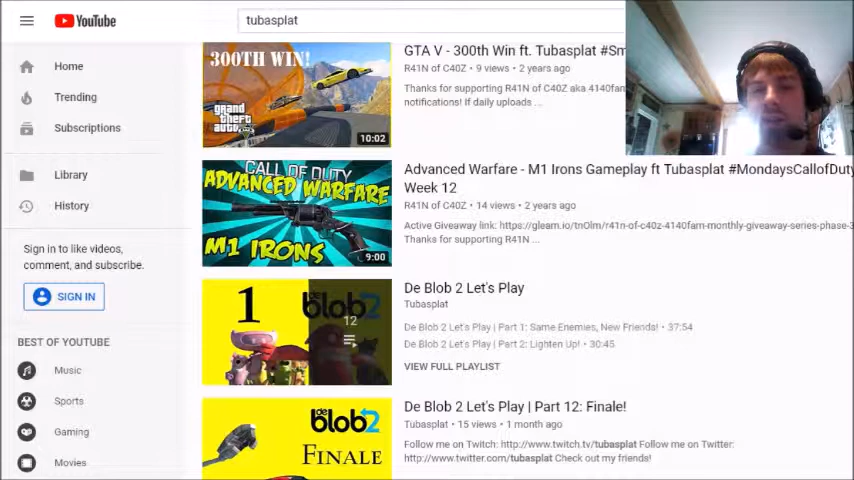 YouTube
tubasplat
Home
Trending
Subscriptions
Library
History
Sign in to like videos,
comment, and subscribe.
SIGN IN
BEST OF YOUTUBE
Music
Sports
Gaming
Movies
300TH WIN!
grand
theft
auto
10:02
GTA V - 300th Win ft. Tubasplat #Sm
R41N of C40Z • 9 views • 2 years ago
Thanks for supporting R41N of C40Z aka 4140fam
notifications! If daily uploads ...
CALL OF DUTY
ADVANCED WARFARE
M1 IRONS
9:00
Advanced Warfare - M1 Irons Gameplay ft Tubasplat #MondaysCallofDuty
Week 12
R41N of C40Z • 14 views • 2 years ago
Active Giveaway link: https://gleam.io/tnOlm/r41n-of-c40z-4140fam-monthly-giveaway-series-phase-3
Thanks for supporting R41N ...
1
de Blob 2
12
De Blob 2 Let's Play
Tubasplat
De Blob 2 Let's Play | Part 1: Same Enemies, New Friends! • 37:54
De Blob 2 Let's Play | Part 2: Lighten Up! • 30:45
VIEW FULL PLAYLIST
de Blob 2
FINALE
De Blob 2 Let's Play | Part 12: Finale!
Tubasplat • 15 views • 1 month ago
Follow me on Twitch: http://www.twitch.tv/tubasplat Follow me on Twitter:
http://www.twitter.com/tubasplat Check out my friends!